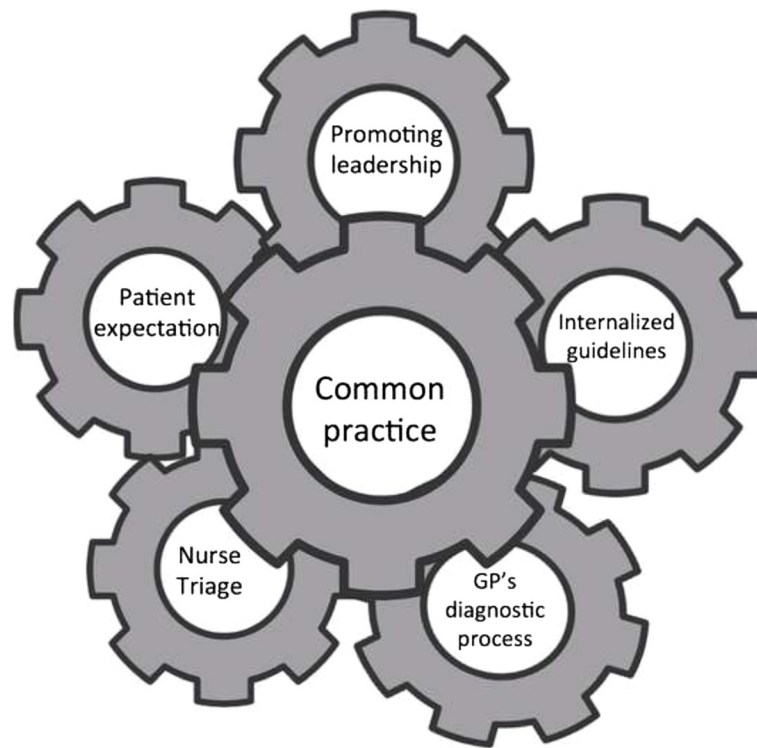 Promoting
leadership
Patient
expectation
Internalized
guidelines
Common
practice
Nurse
Triage
GP's
diagnostic
process